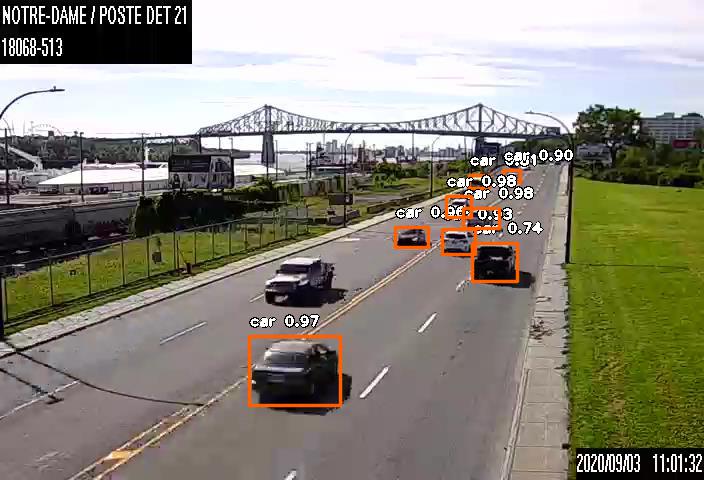 NOTRE-DAME / POSTE DET 21
18068-513
car 0.90
car 0.98
car 0.98
car 0.96
0.93
car 0.74
car 0.97
2020/09/03 11:01:32